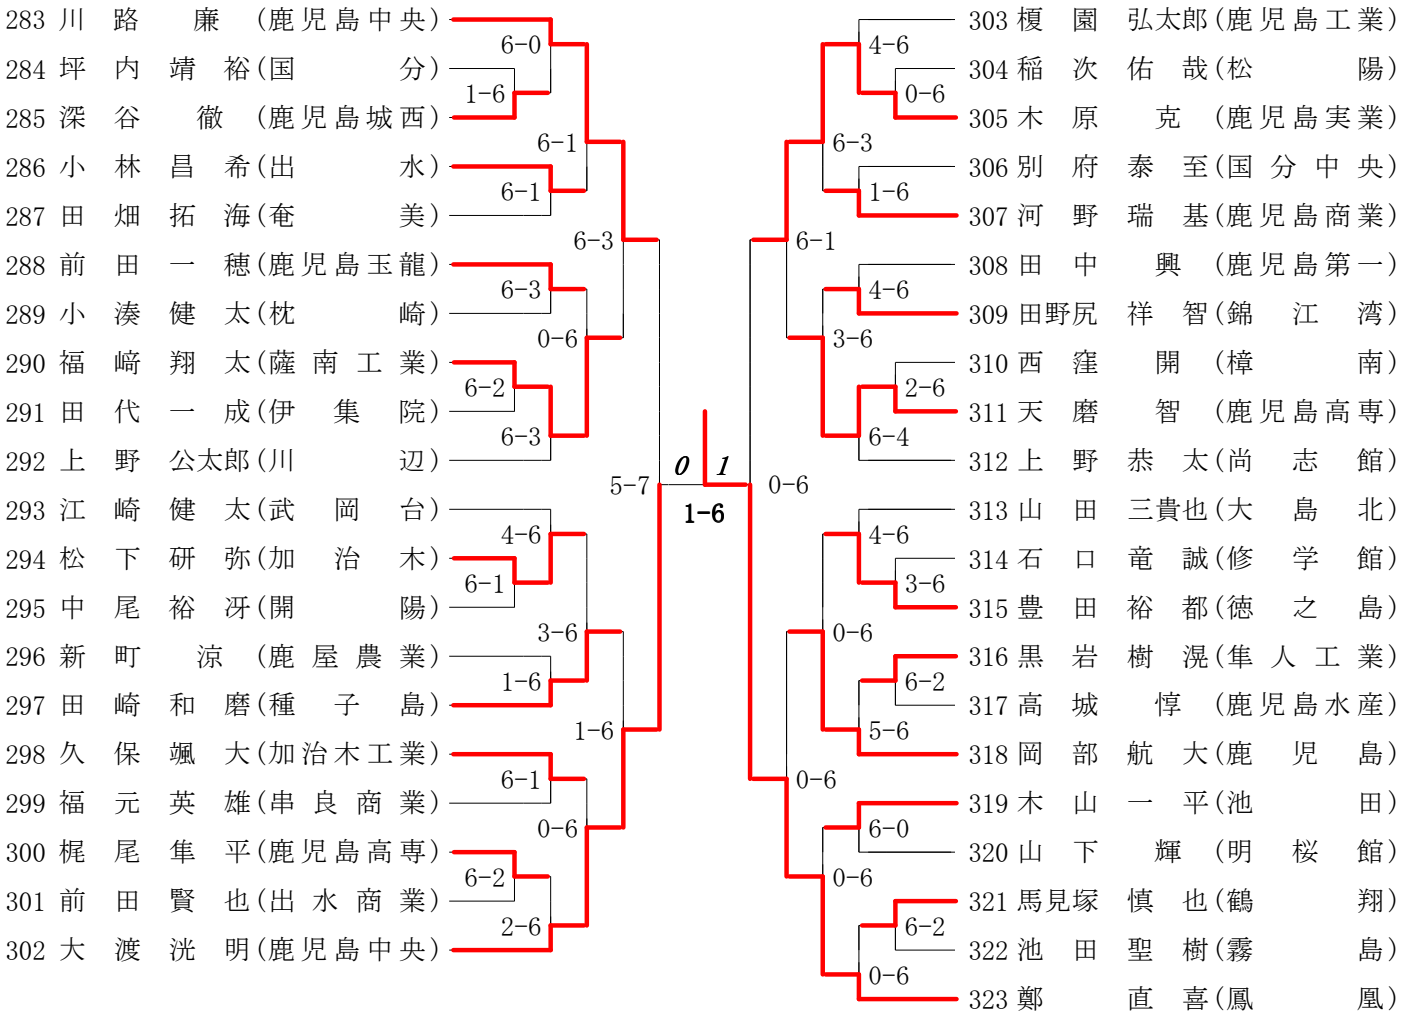 283 川路 廉 (鹿児島中央)
284 坪内靖裕 (国分)
285 深谷 徹 (鹿児島城西)
286 小林昌希 (出水)
287 田畑拓海 (奄美)
288 前田一穂 (鹿児島玉龍)
289 小湊健太 (枕崎)
290 福﨑翔太 (薩南工業)
291 田代一成 (伊集院)
292 上野公太郎 (川辺)
293 江崎健太 (武岡台)
294 松下研弥 (加治木)
295 中尾裕冴 (開陽)
296 新町 涼 (鹿屋農業)
297 田崎和磨 (種子島)
298 久保颯大 (加治木工業)
299 福元英雄 (串良商業)
300 梶尾隼平 (鹿児島高専)
301 前田賢也 (出水商業)
302 大渡洸明 (鹿児島中央)
6-0
1-6
6-1
6-1
6-3
6-3
0-6
6-2
6-3
5-7
4-6
6-1
3-6
1-6
1-6
6-1
0-6
6-2
2-6
0 1
1-6
303 榎園弘太郎 (鹿児島工業)
304 稲次佑哉 (松陽)
305 木原 克 (鹿児島実業)
306 別府泰至 (国分中央)
307 河野瑞基 (鹿児島商業)
308 田中 興 (鹿児島第一)
309 田野尻祥智 (錦江湾)
310 西窪 開 (樟南)
311 天磨 智 (鹿児島高専)
312 上野恭太 (尚志館)
313 山田三貴也 (大島北)
314 石口竜誠 (修学館)
315 豊田裕都 (徳之島)
316 黒岩樹滉 (隼人工業)
317 高城 惇 (鹿児島水産)
318 岡部航大 (鹿児島)
319 木山一平 (池田)
320 山下 輝 (明桜館)
321 馬見塚慎也 (鶴翔)
322 池田聖樹 (霧島)
323 鄭 直喜 (鳳凰)
4-6
0-6
6-3
1-6
6-1
4-6
3-6
2-6
6-4
0-6
4-6
3-6
0-6
6-2
5-6
0-6
6-0
0-6
6-2
0-6